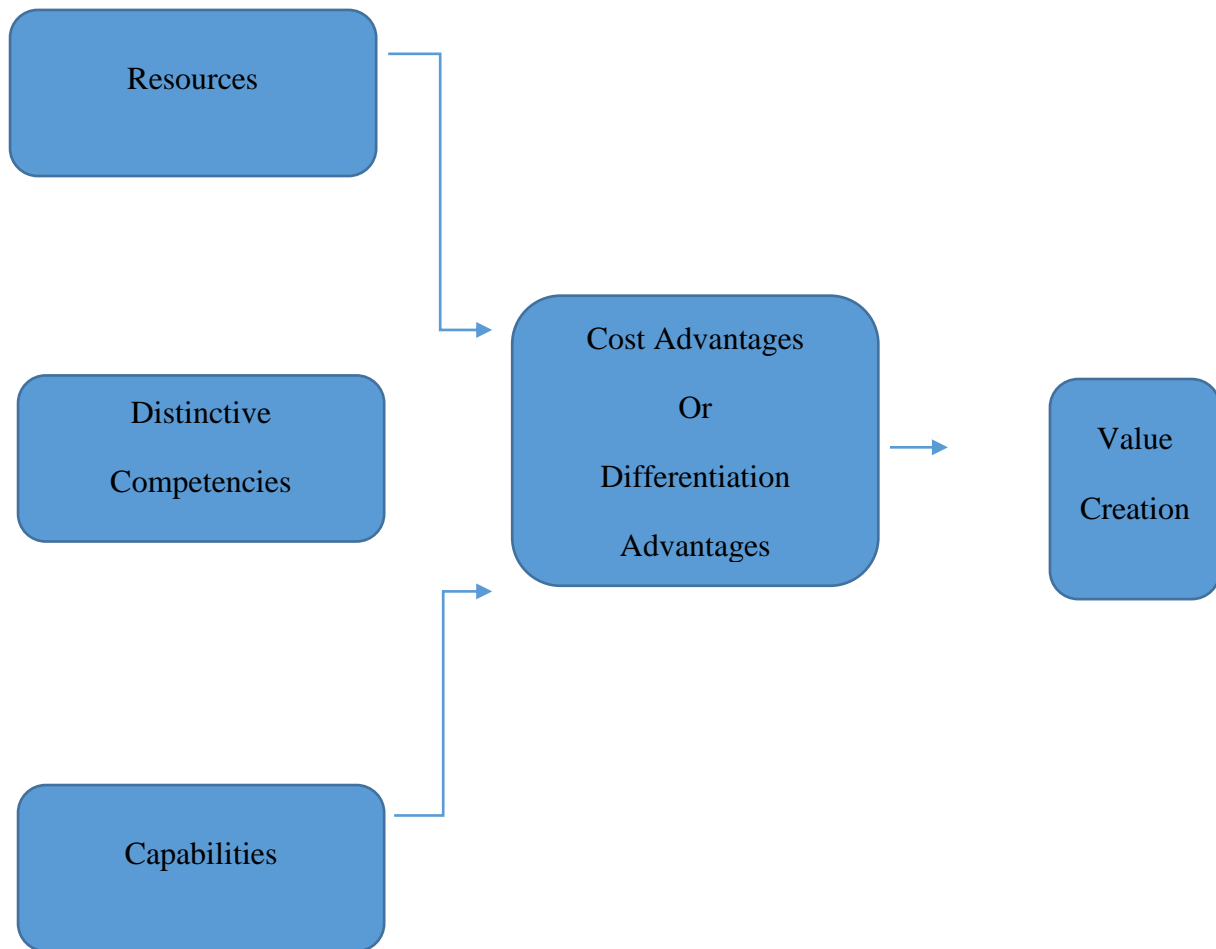 Resources
Distinctive
Competencies
Capabilities
Cost Advantages
Or
Differentiation
Advantages
Value
Creation